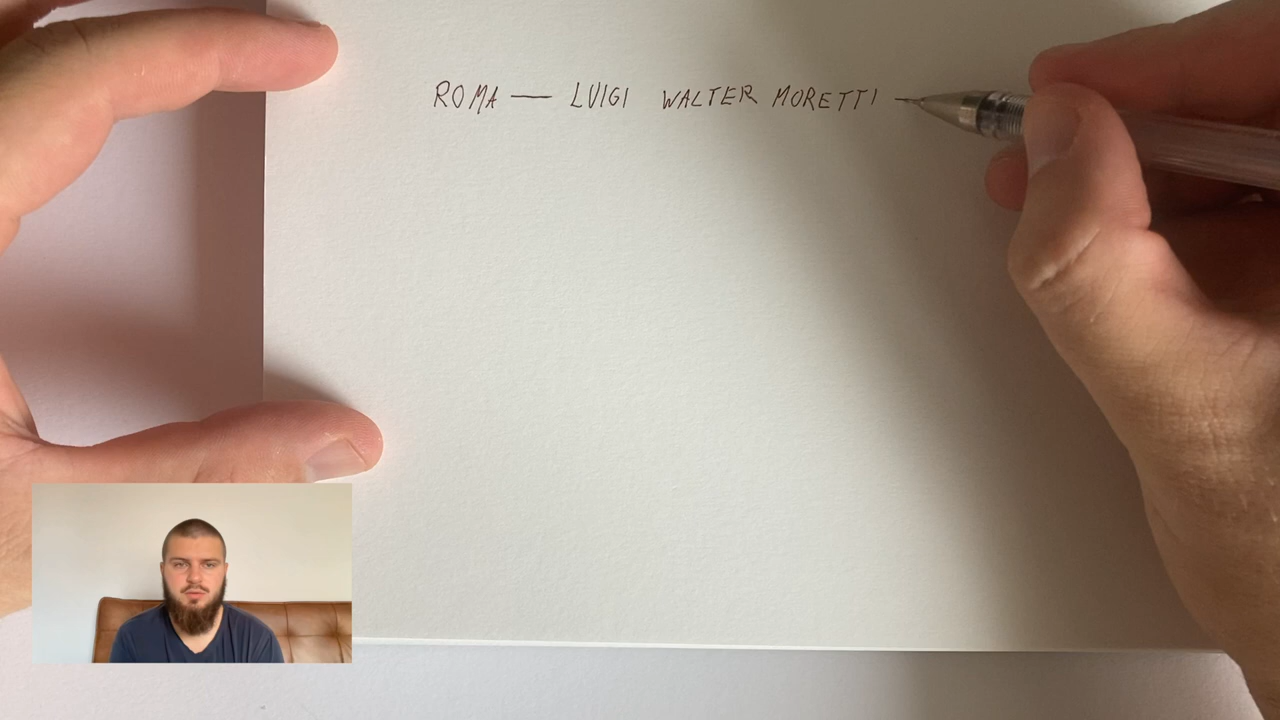 ROMA — LUIGI WALTER MORETTI —